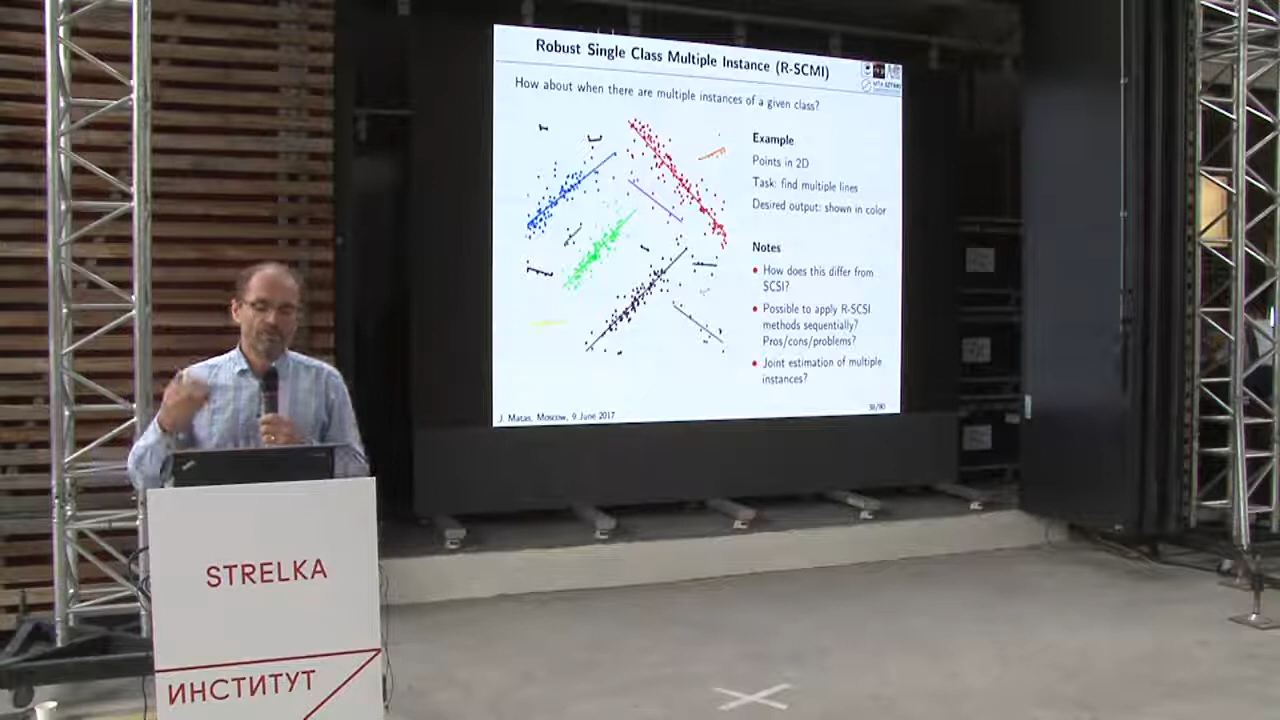 Robust Single Class Multiple Instance (R-SCMI)
How about when there are multiple instances of a given class?
Example
Points in 2D
Task: find multiple lines
Desired output: shown in color
Notes
• How does this differ from
SCSI?
• Possible to apply R-SCSI
methods sequentially?
Pros/cons/problems?
• Joint estimation of multiple
instances?
J. Matas, Moscow, 9 June 2017
STRELKA
ИНСТИТУТ